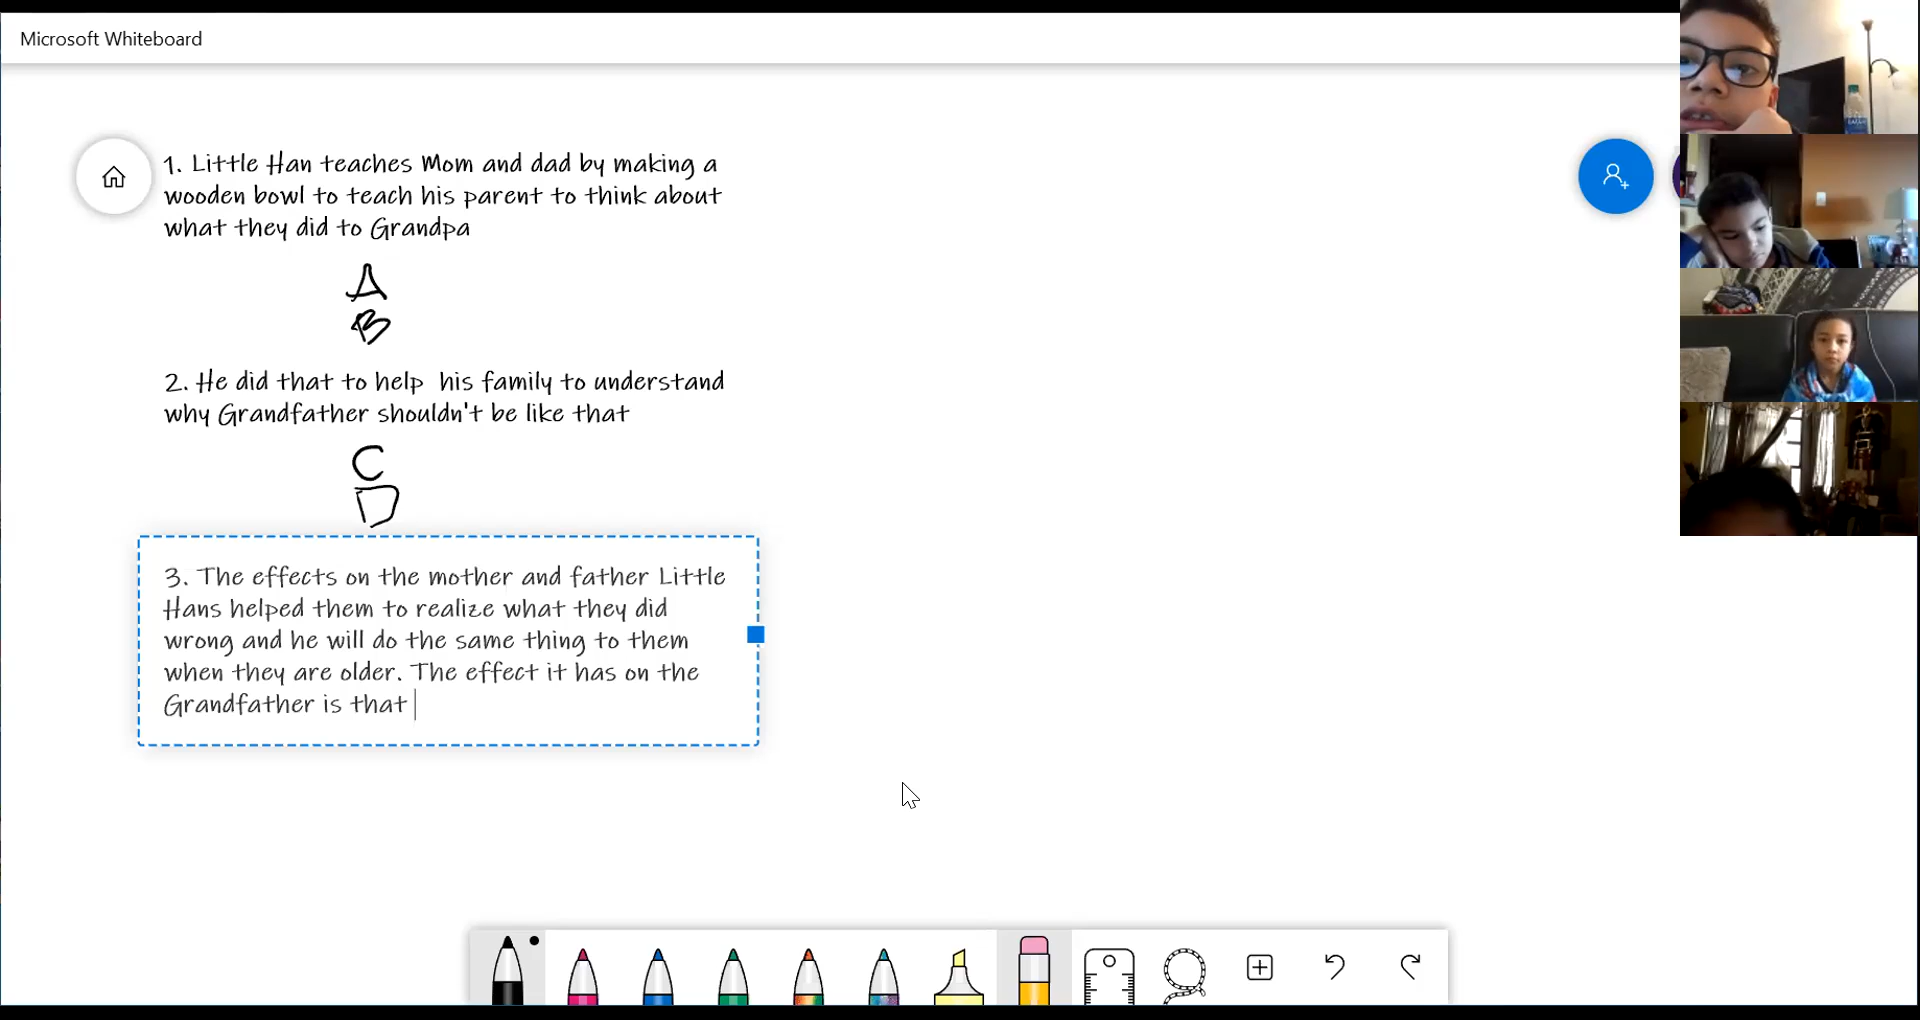 Microsoft Whiteboard
1. Little Han teaches Mom and dad by making a
wooden bowl to teach his parent to think about
what they did to Grandpa
A
B
2. He did that to help  his family to understand
why Grandfather shouldn't be like that
C
D
3. The effects on the mother and father Little
Hans helped them to realize what they did
wrong and he will do the same thing to them
when they are older. The effect it has on the
Grandfather is that